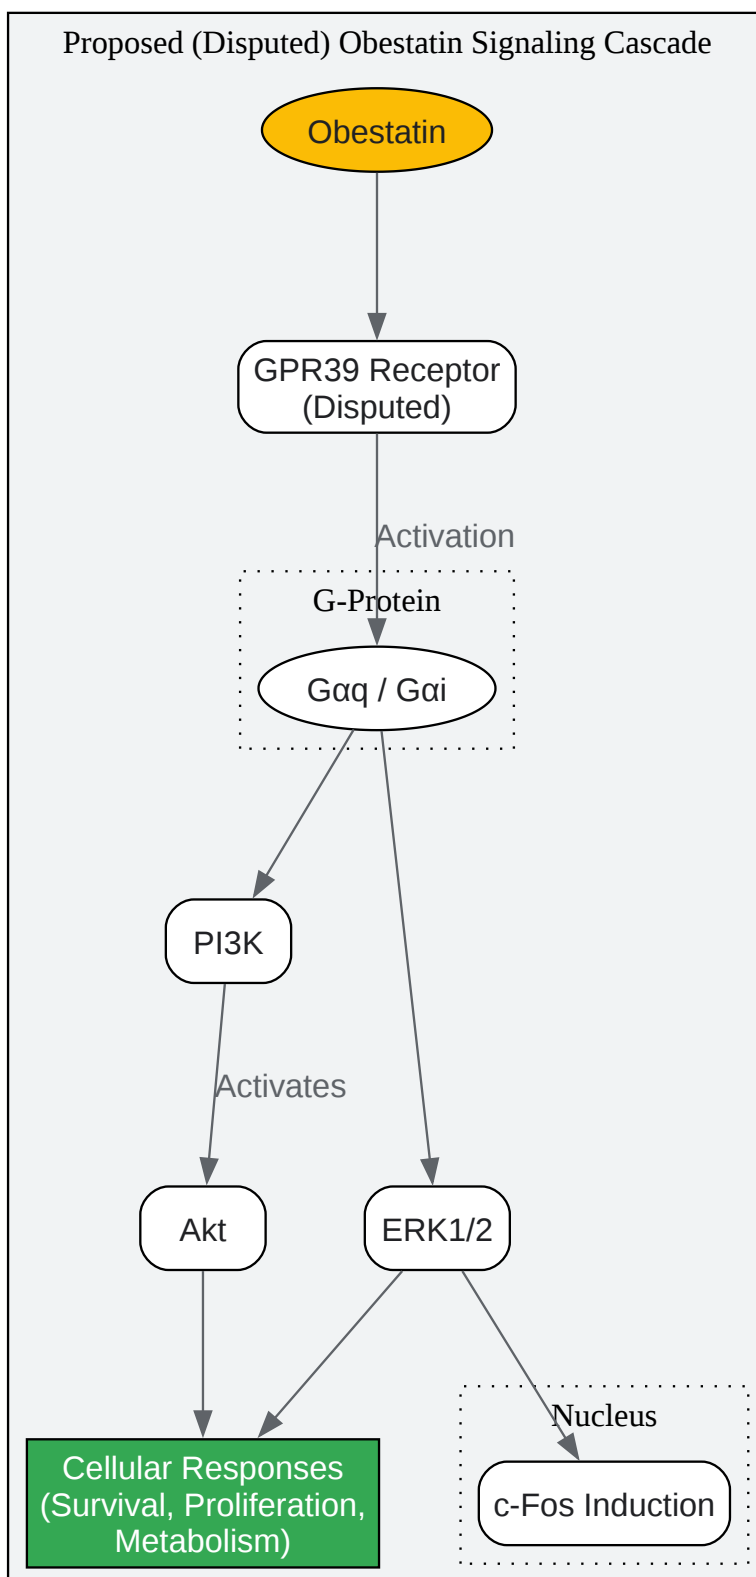 Proposed (Disputed) Obestatin Signaling Cascade
Obestatin
GPR39 Receptor
(Disputed)
Activation
G-Protein
Gαq / Gαi
PI3K
Activates
Akt
ERK1/2
Nucleus
Cellular Responses
(Survival, Proliferation,
Metabolism)
c-Fos Induction